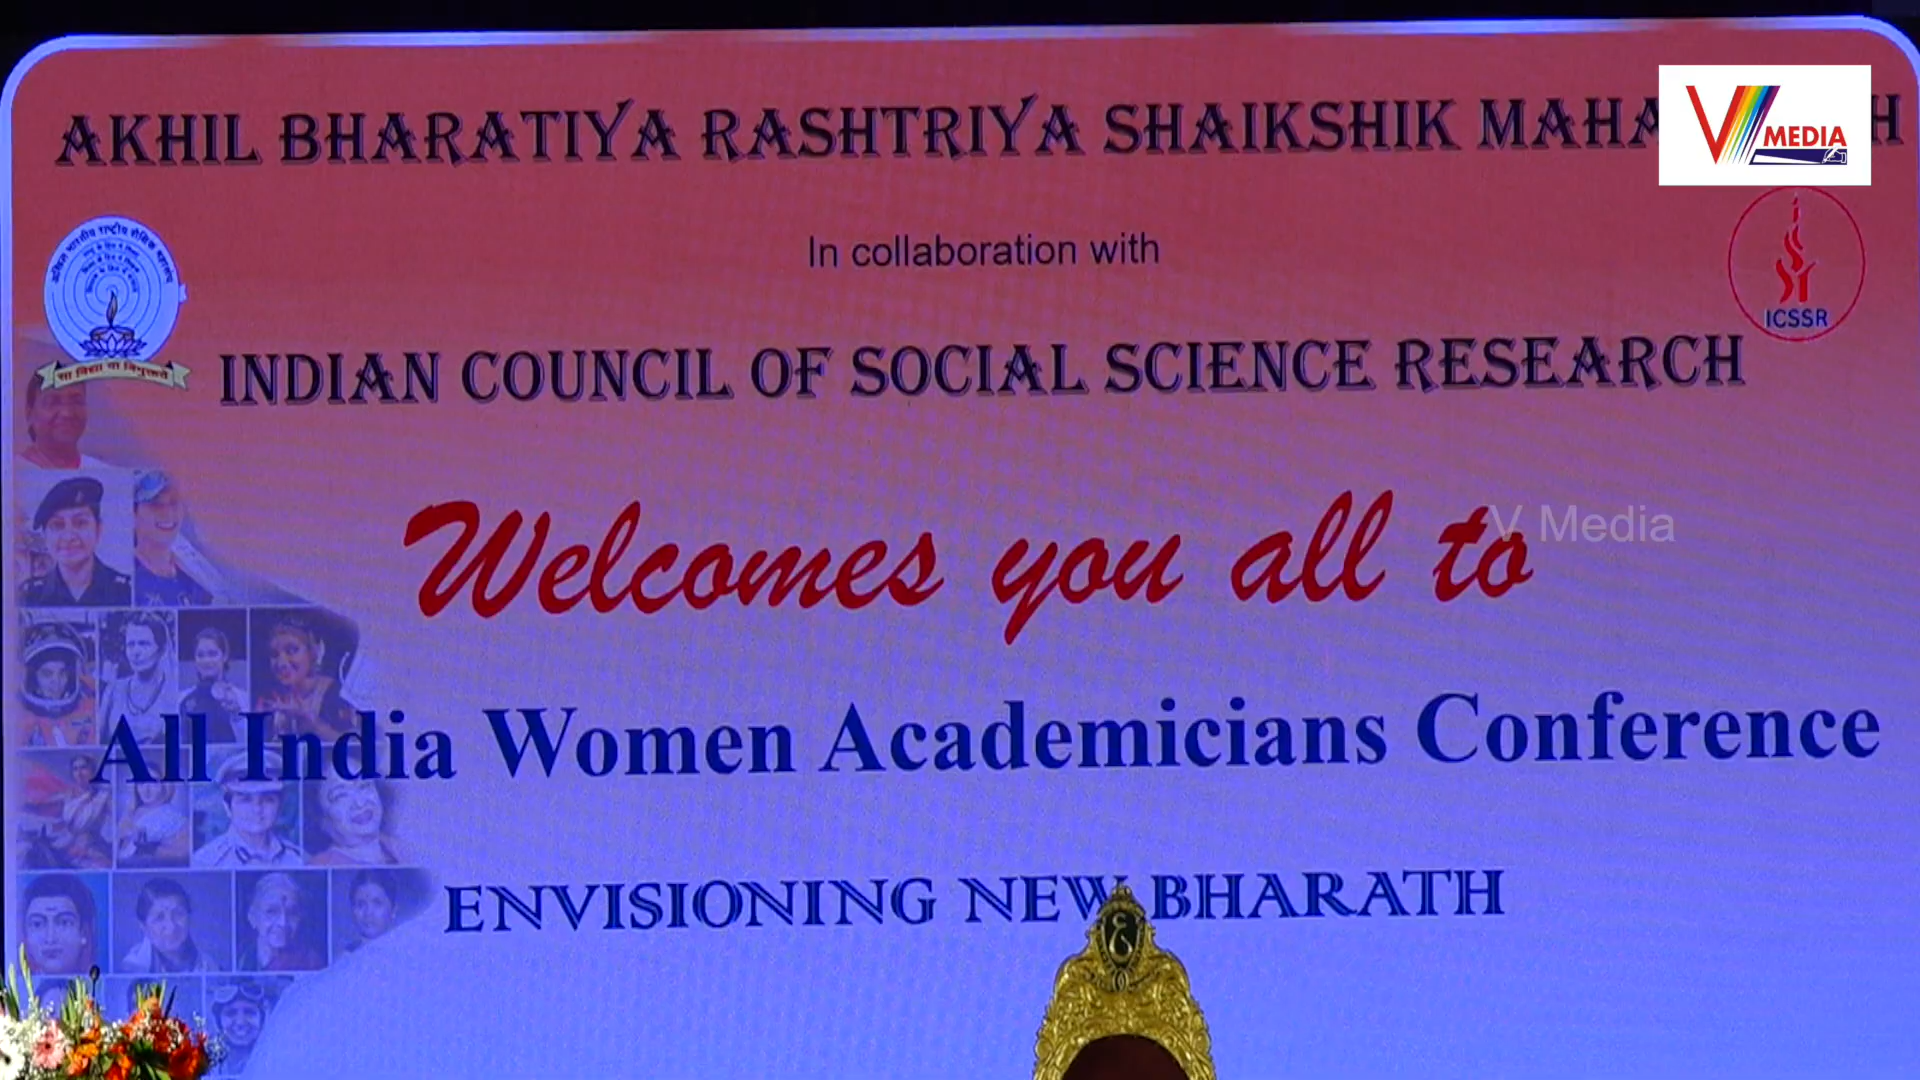 AKHIL BHARATIYA RASHTRIYA SHAIKSHIK
V MEDIA
In collaboration with
ICSSR
INDIAN COUNCIL OF SOCIAL SCIENCE RESEARCH
सा विद्या या विमुक्तये
Welcomes you all to
V Media
All India Women Academicians Conference
ENVISIONING NEW BHARATH